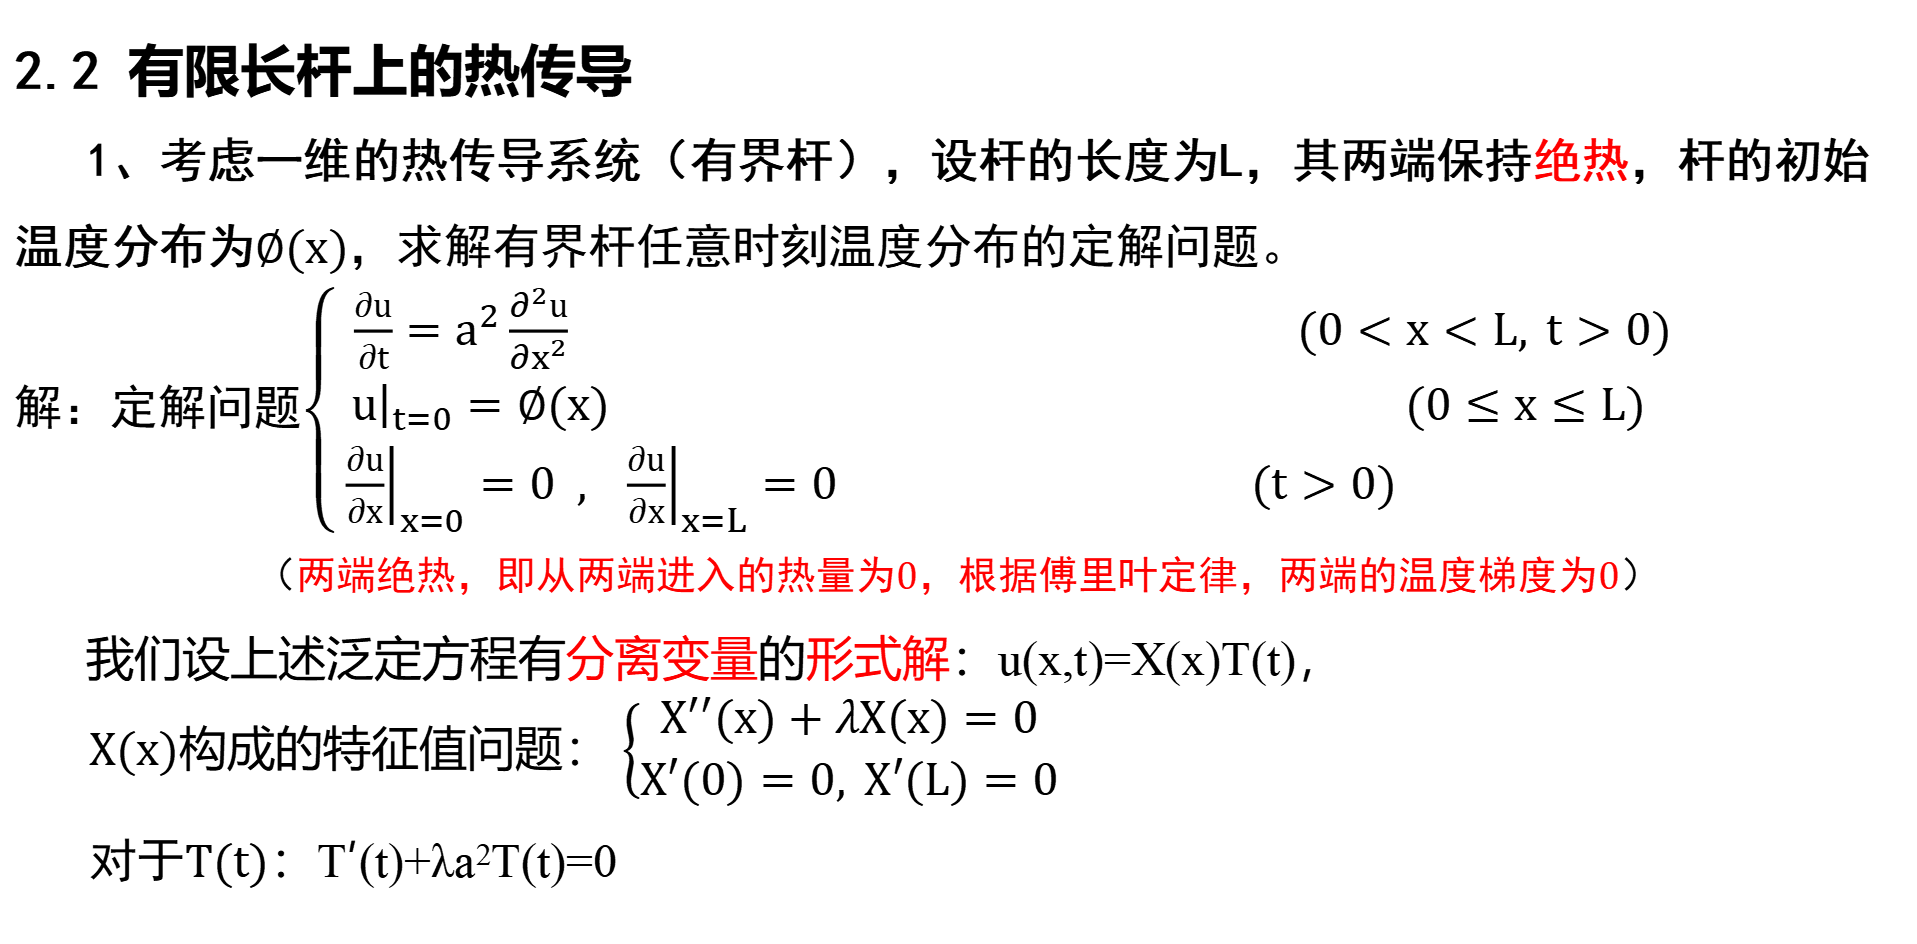 2.2 有限长杆上的热传导
1、考虑一维的热传导系统（有界杆），设杆的长度为L，其两端保持绝热，杆的初始
温度分布为∅(x)，求解有界杆任意时刻温度分布的定解问题。
∂u/∂t = a² ∂²u/∂x² (0 < x < L, t > 0)
解：定解问题 u|t=0 = ∅(x) (0 ≤ x ≤ L)
∂u/∂x|x=0 = 0 , ∂u/∂x|x=L = 0 (t > 0)
（两端绝热，即从两端进入的热量为0，根据傅里叶定律，两端的温度梯度为0）
我们设上述泛定方程有分离变量的形式解：u(x,t)=X(x)T(t)，
X(x)构成的特征值问题： { X′′(x) + λX(x) = 0
X′(0) = 0, X′(L) = 0
对于T(t)：T′(t)+λa²T(t)=0